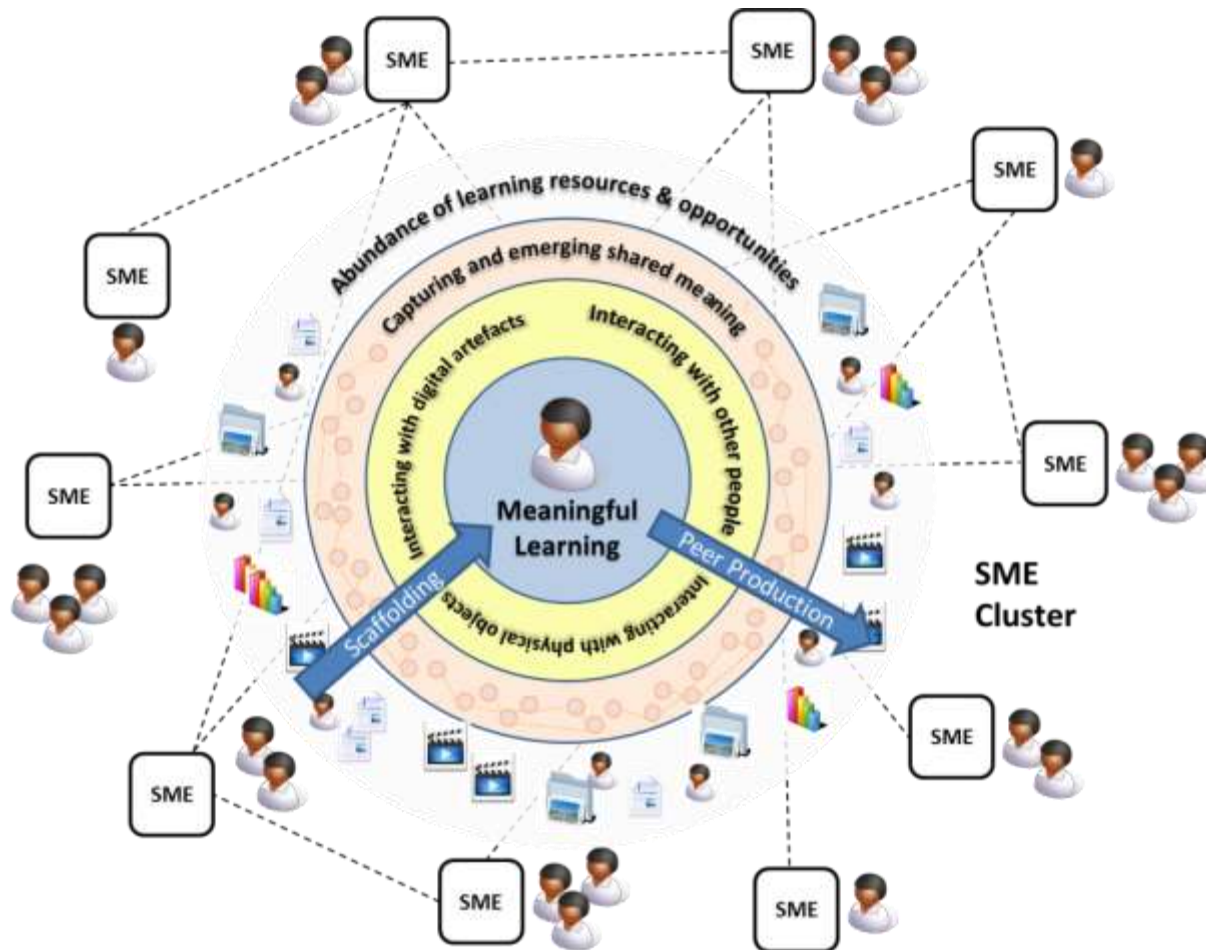 SME
SME
SME
SME
Abundance of learning resources & opportunities
Capturing and emerging shared meaning
Interacting with digital artefacts
Interacting with other people
SME
SME
Meaningful
Learning
Scaffolding
Peer Production
Interacting with physical objects
SME
Cluster
SME
SME
SME
SME